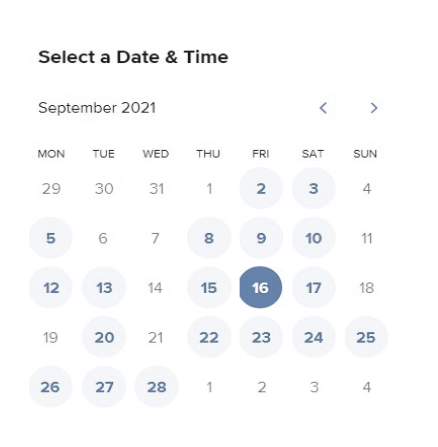 Select a Date & Time
September 2021
MON TUE WED THU FRI SAT SUN
29 30 31 1 2 3 4
5 6 7 8 9 10 11
12 13 14 15 16 17 18
19 20 21 22 23 24 25
26 27 28 1 2 3 4